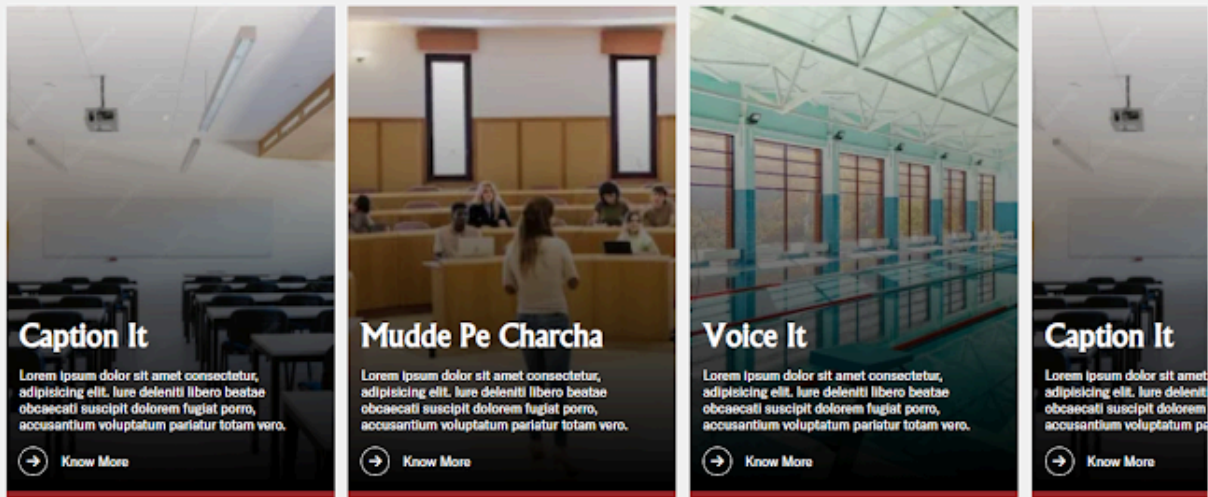 Caption It
Lorem ipsum dolor sit amet consectetur,
adipisicing elit. Iure deleniti libero beatae
obcaecati suscipit dolorem fugiat porro,
accusantium voluptatum pariatur totam vero.
Know More
Mudde Pe Charcha
Lorem ipsum dolor sit amet consectetur,
adipisicing elit. Iure deleniti libero beatae
obcaecati suscipit dolorem fugiat porro,
accusantium voluptatum pariatur totam vero.
Know More
Voice It
Lorem ipsum dolor sit amet consectetur,
adipisicing elit. Iure deleniti libero beatae
obcaecati suscipit dolorem fugiat porro,
accusantium voluptatum pariatur totam vero.
Know More
Caption It
Lorem ipsum dolor sit amet
adipisicing elit. Iure
obcaecati suscipit dolorem
accusantium voluptatum
Know More